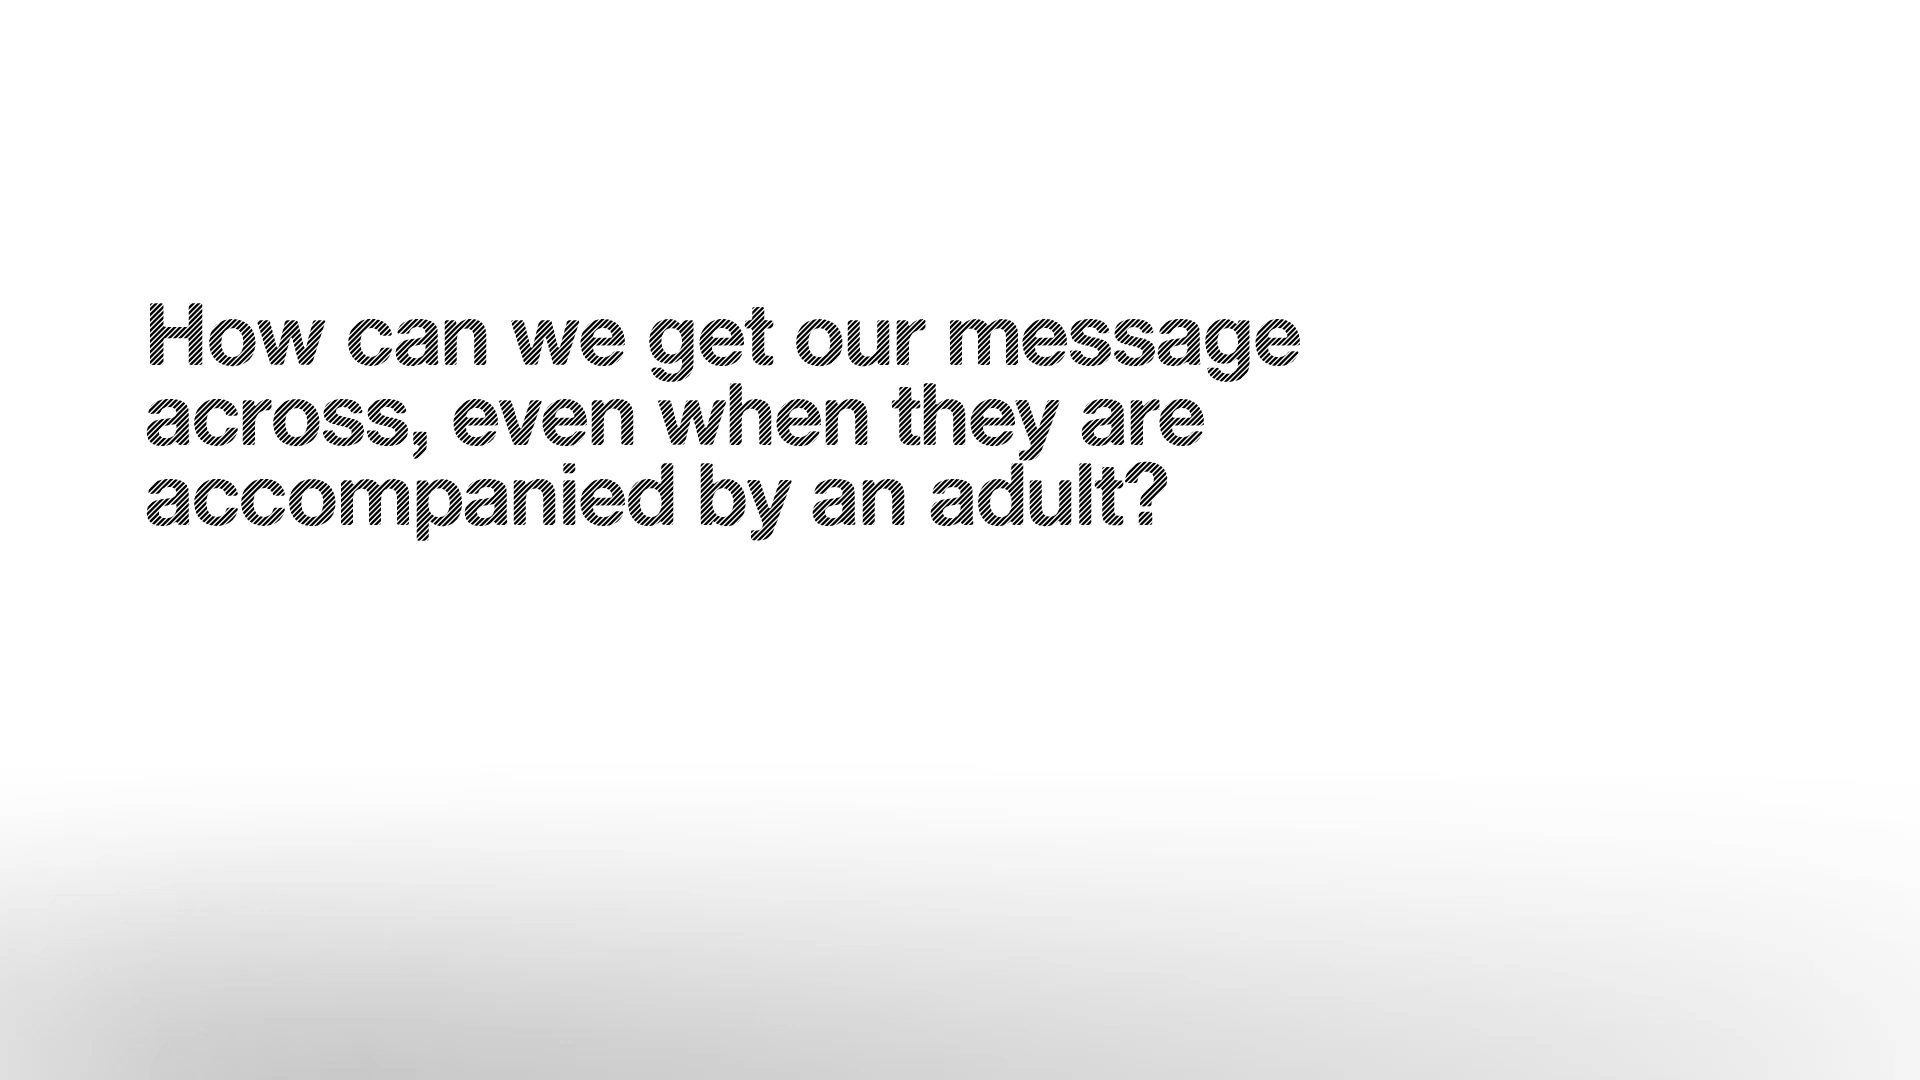 How can we get our message
across, even when they are
accompanied by an adult?